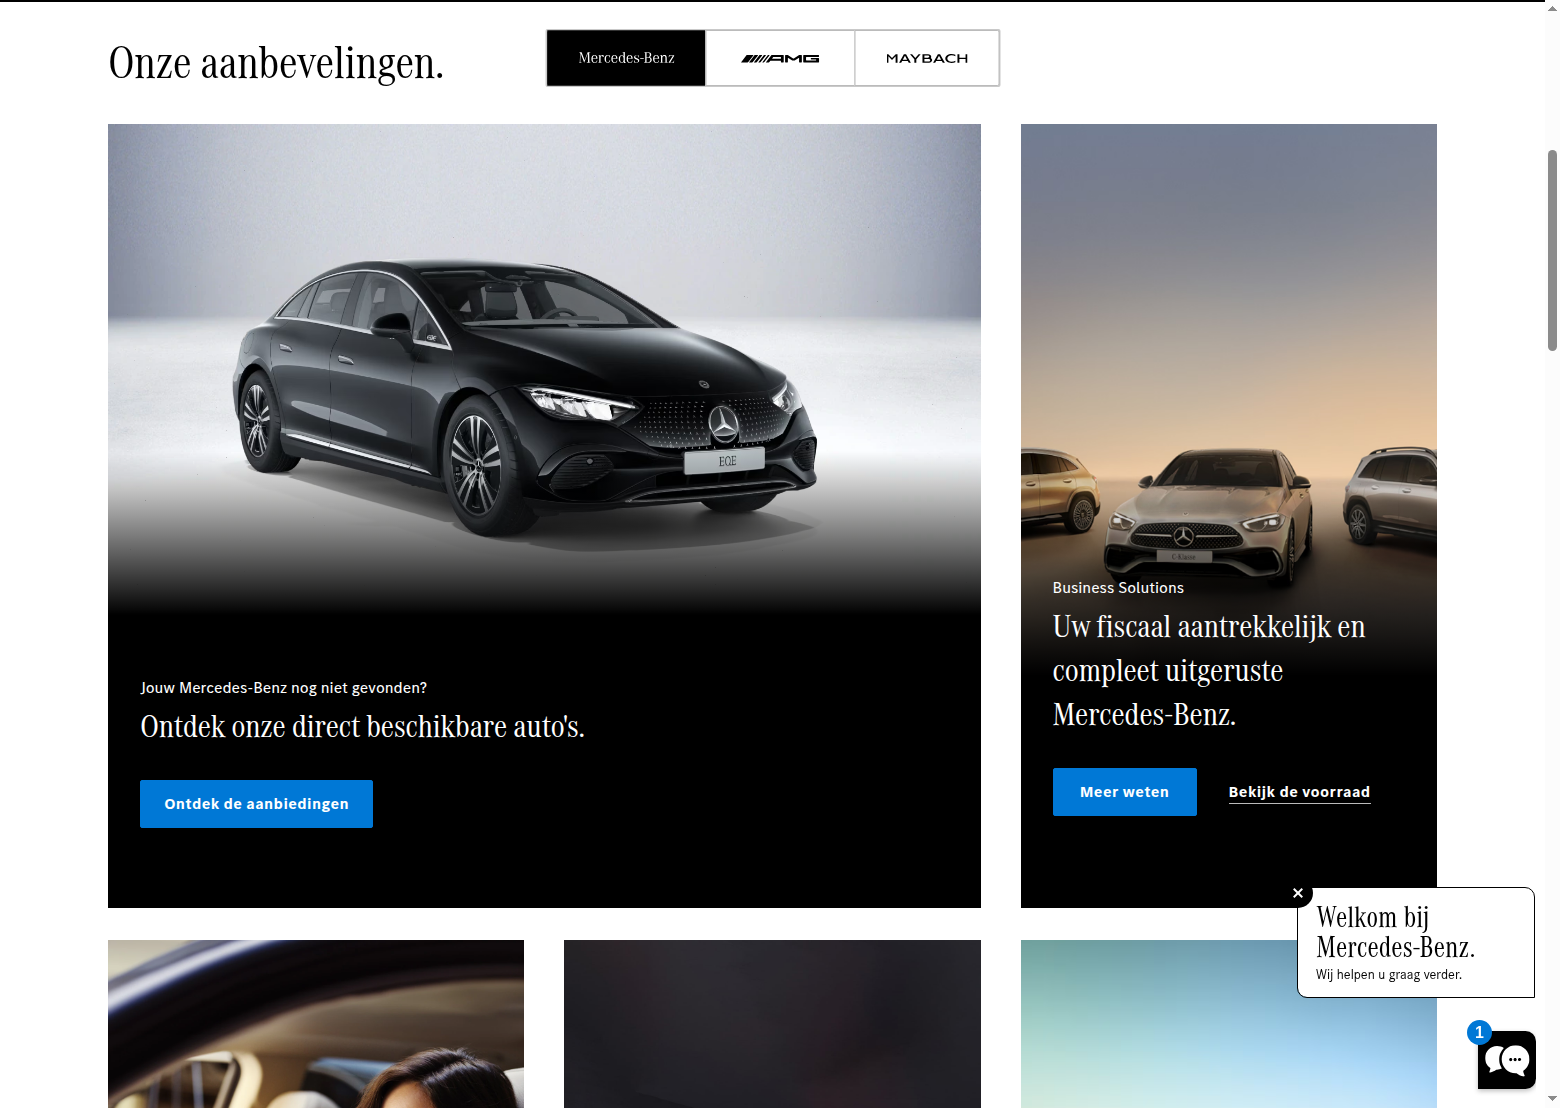 Onze aanbevelingen.
Mercedes-Benz
AMG
MAYBACH
EQE
C-Klasse
Jouw Mercedes-Benz nog niet gevonden?
Ontdek onze direct beschikbare auto's.
Ontdek de aanbiedingen
Business Solutions
Uw fiscaal aantrekkelijk en
compleet uitgeruste
Mercedes-Benz.
Meer weten
Bekijk de voorraad
Welkom bij
Mercedes-Benz.
Wij helpen u graag verder.
1